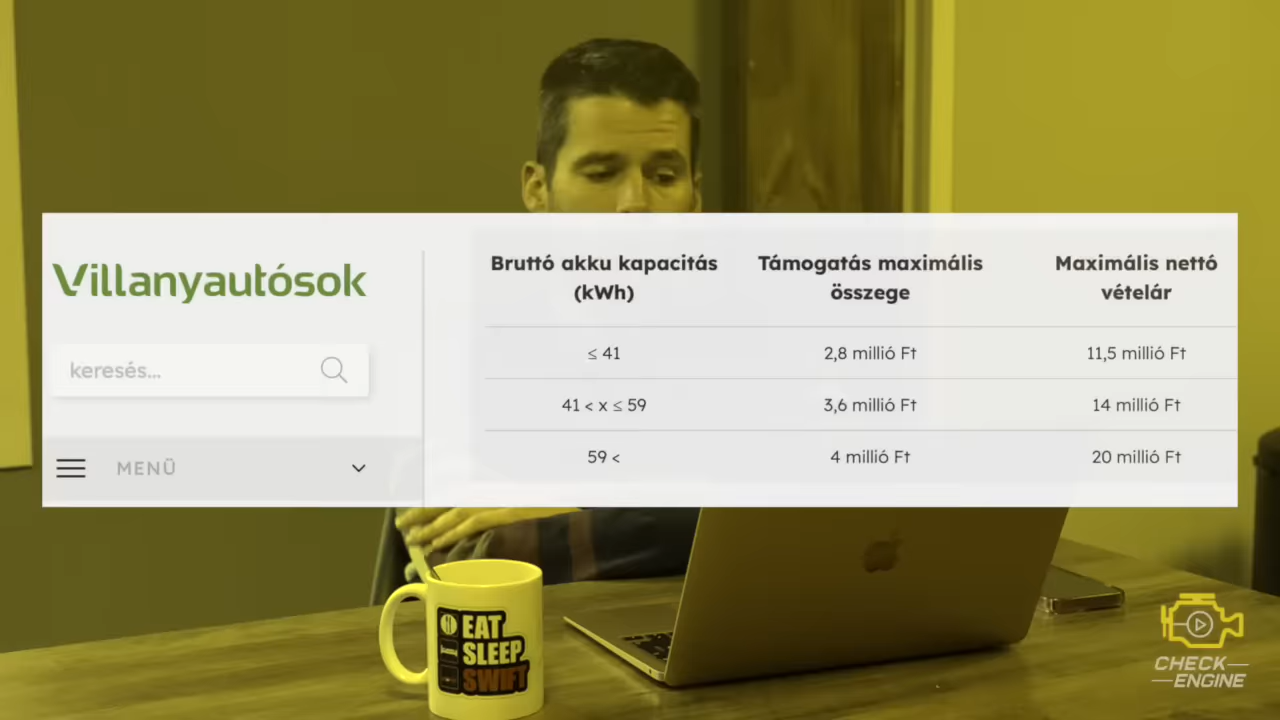 Villanyautósok
keresés...
MENÜ
Bruttó akku kapacitás (kWh) Támogatás maximális összege Maximális nettó vételár
≤ 41 2,8 millió Ft 11,5 millió Ft
41 < x ≤ 59 3,6 millió Ft 14 millió Ft
59 < 4 millió Ft 20 millió Ft
EAT
SLEEP
SWIFT
CHECK
ENGINE